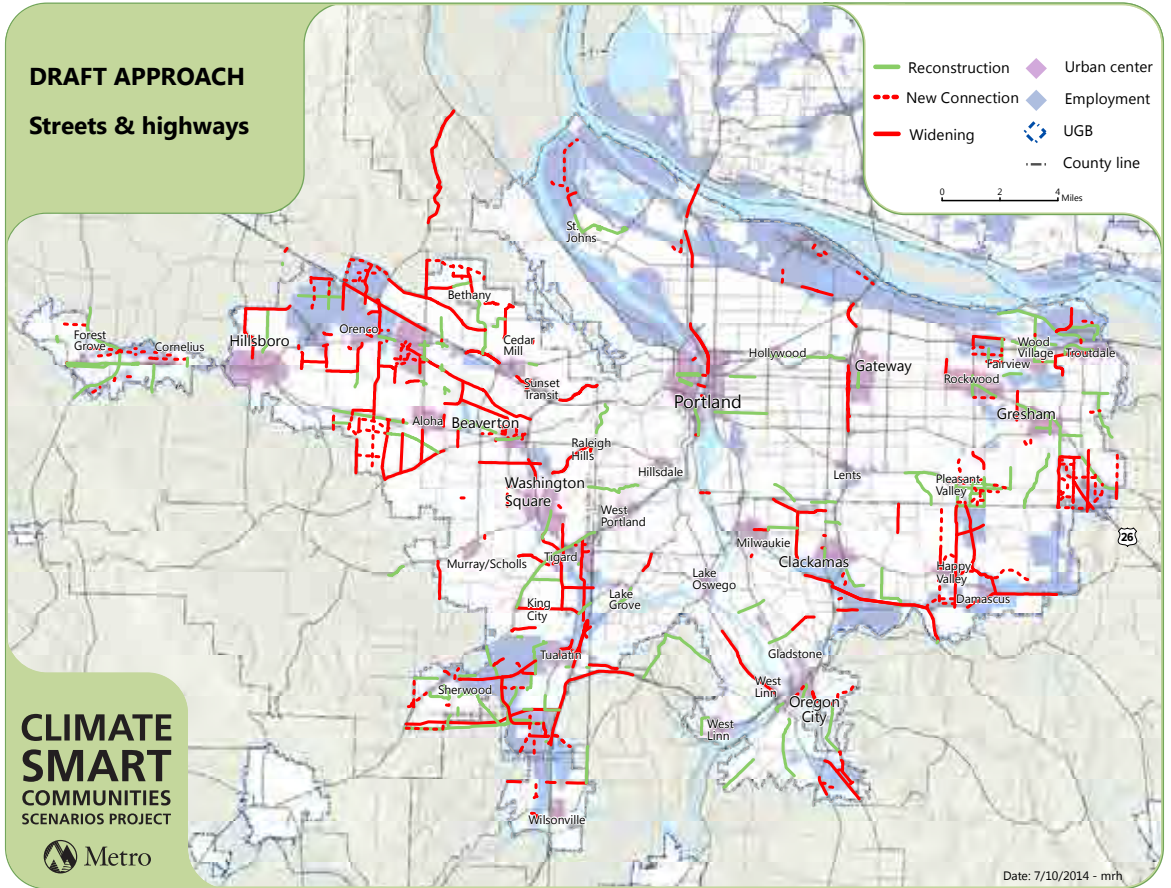 DRAFT APPROACH
Streets & highways
Reconstruction
New Connection
Widening
Urban center
Employment
UGB
County line
0 2 4
Miles
St.
Johns
Bethany
Forest
Grove
Cornelius
Hillsboro
Orenco
Cedar
Mill
Sunset
Transit
Hollywood
Gateway
Wood
Village
Troutdale
Fairview
Rockwood
Portland
Gresham
Aloha
Beaverton
Raleigh
Hills
Hillsdale
Lents
Pleasant
Valley
Washington
Square
West
Portland
26
Milwaukie
Clackamas
Murray/Scholls
Tigard
Lake
Oswego
Happy
Valley
Damascus
King
City
Lake
Grove
Tualatin
Gladstone
Sherwood
West
Linn
Oregon
City
West
Linn
Wilsonville
CLIMATE
SMART
COMMUNITIES
SCENARIOS PROJECT
Metro
Date: 7/10/2014 - mrh